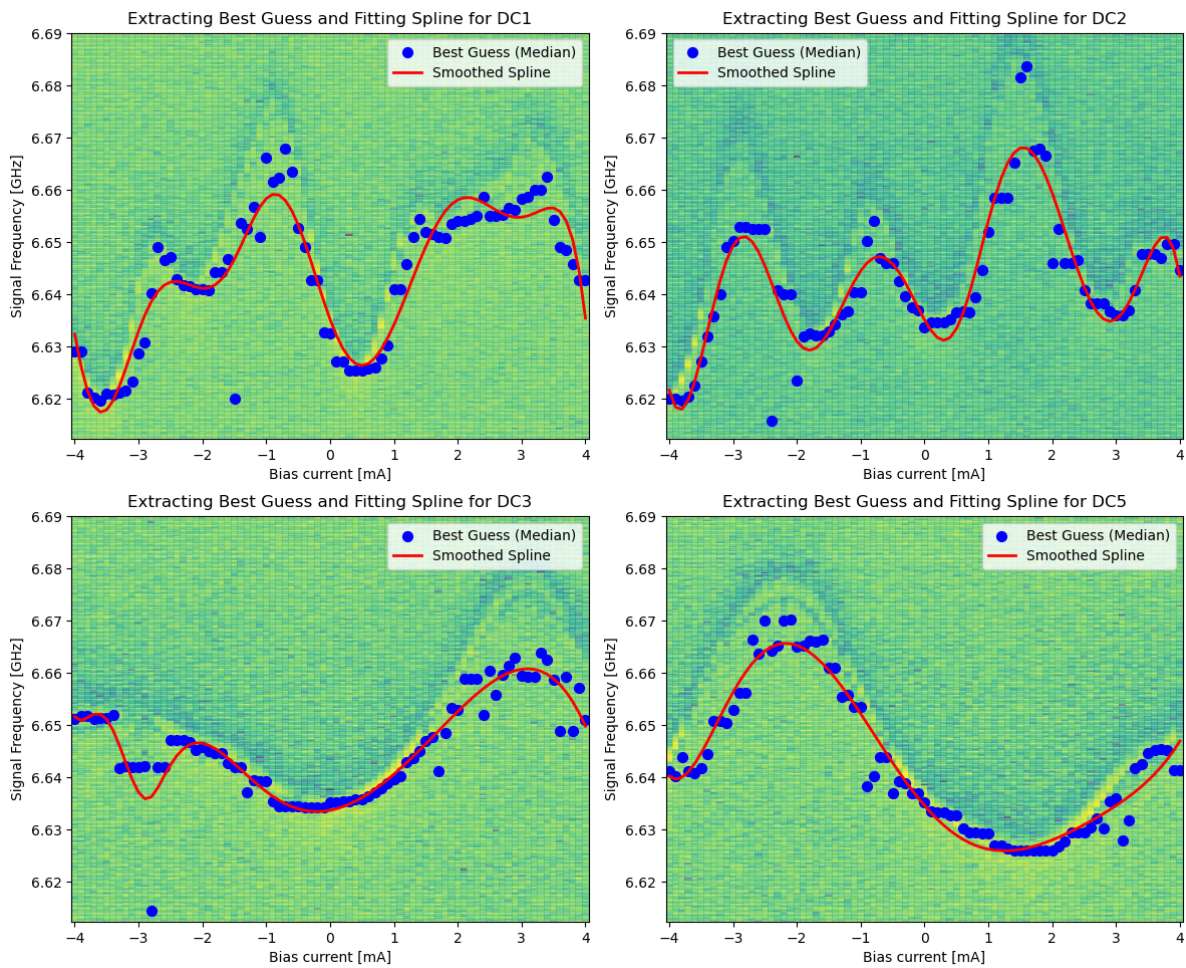 Extracting Best Guess and Fitting Spline for DC1
6.69
6.68
6.67
6.66
6.65
6.64
6.63
6.62
Signal Frequency [GHz]
Best Guess (Median)
Smoothed Spline
−4 −3 −2 −1 0 1 2 3 4
Bias current [mA]
Extracting Best Guess and Fitting Spline for DC2
6.69
6.68
6.67
6.66
6.65
6.64
6.63
6.62
Signal Frequency [GHz]
Best Guess (Median)
Smoothed Spline
−4 −3 −2 −1 0 1 2 3 4
Bias current [mA]
Extracting Best Guess and Fitting Spline for DC3
6.69
6.68
6.67
6.66
6.65
6.64
6.63
6.62
Signal Frequency [GHz]
Best Guess (Median)
Smoothed Spline
−4 −3 −2 −1 0 1 2 3 4
Bias current [mA]
Extracting Best Guess and Fitting Spline for DC5
6.69
6.68
6.67
6.66
6.65
6.64
6.63
6.62
Signal Frequency [GHz]
Best Guess (Median)
Smoothed Spline
−4 −3 −2 −1 0 1 2 3 4
Bias current [mA]